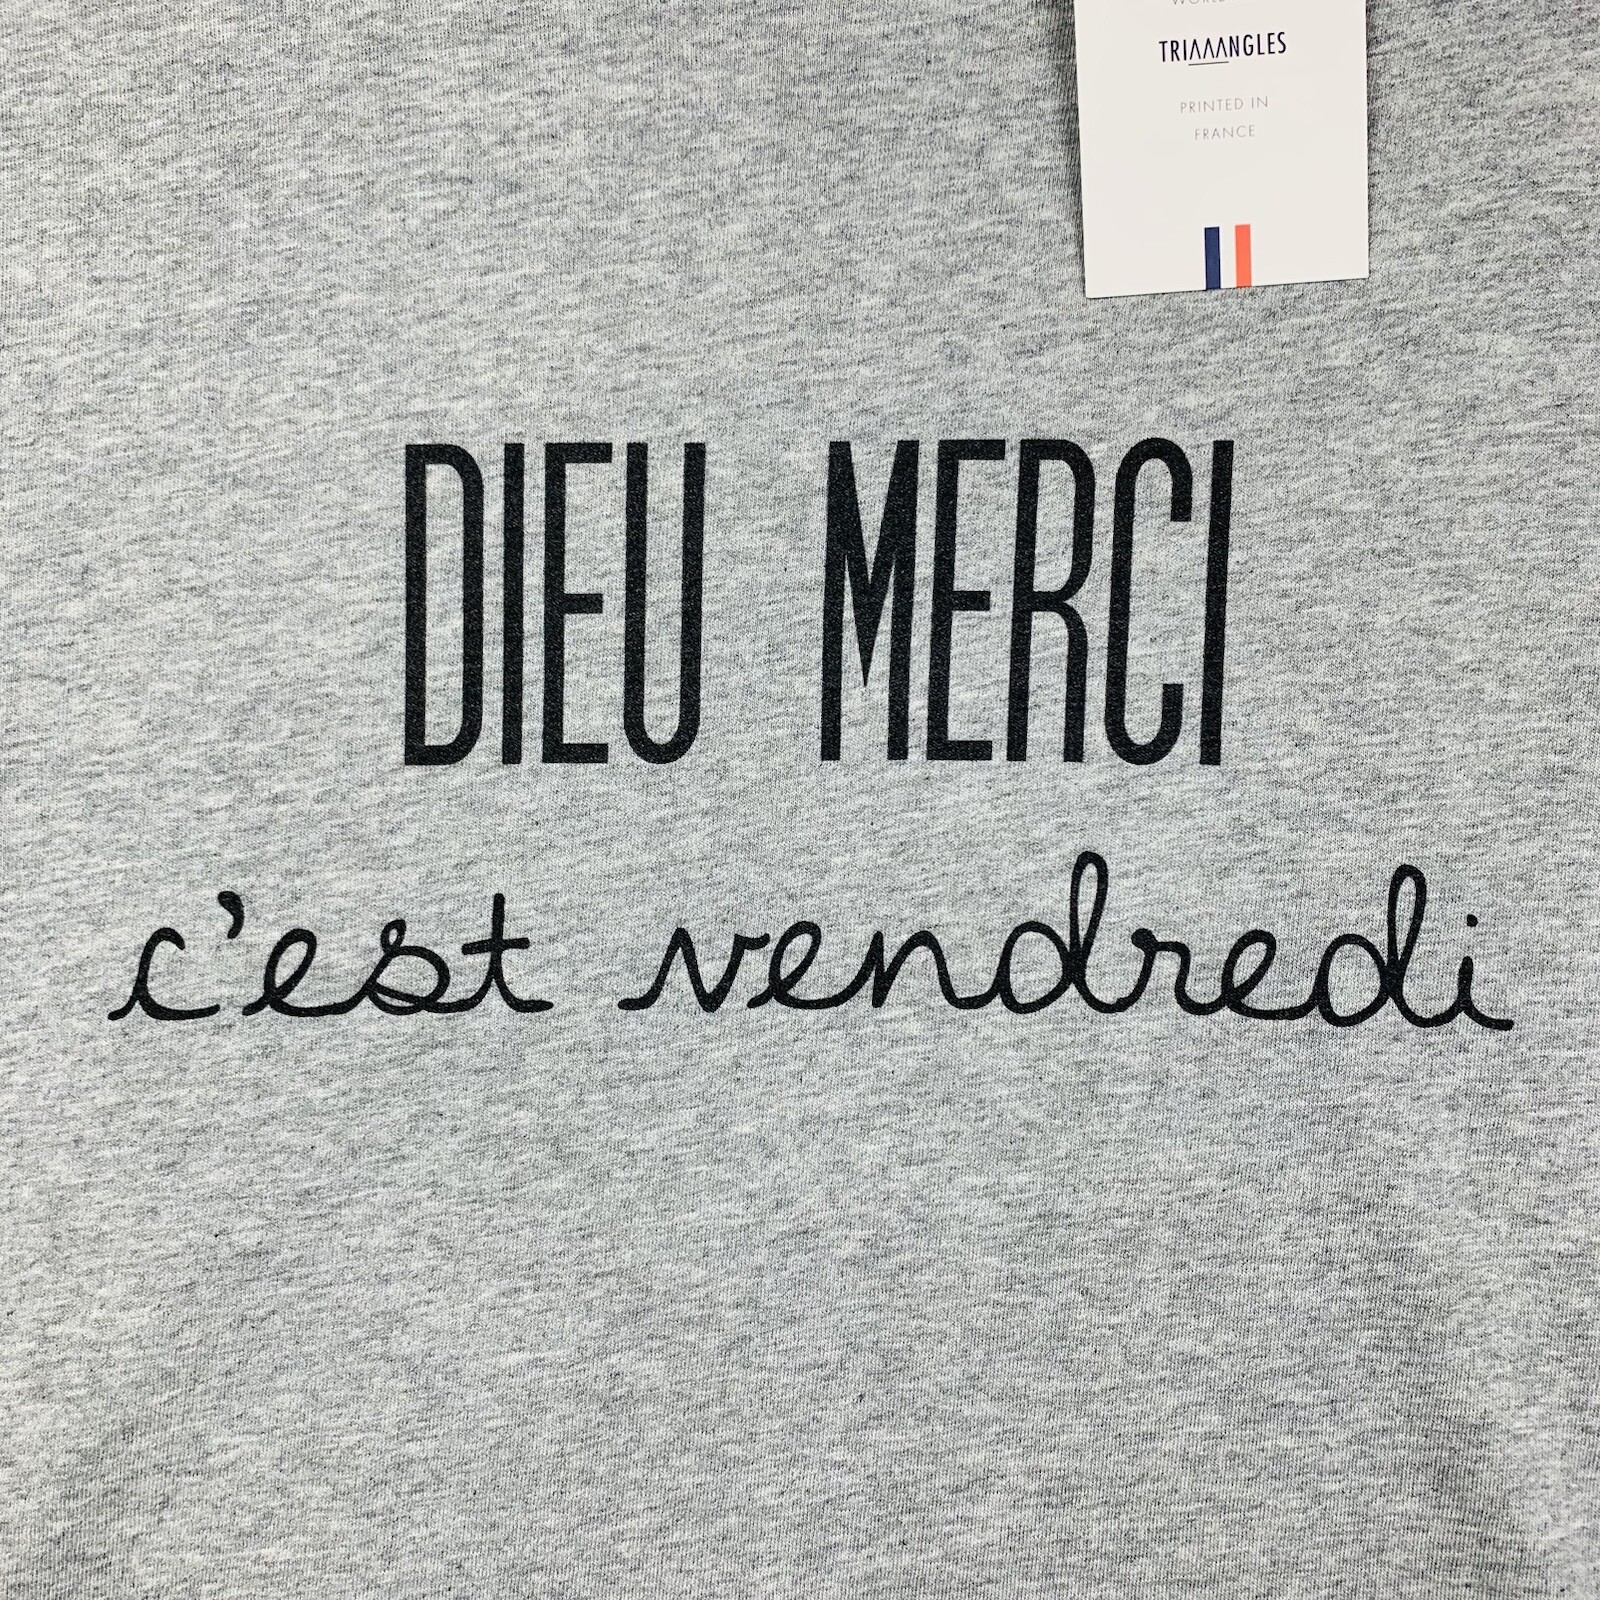 TRIAAANGLES
PRINTED IN
FRANCE
DIEU MERCI
c'est vendredi